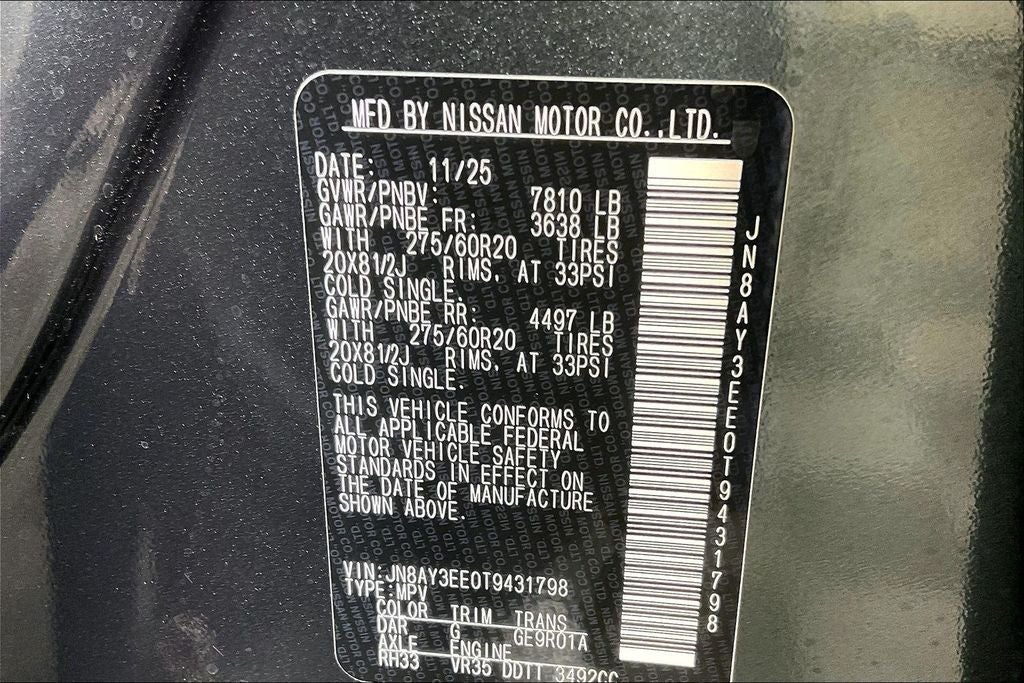 MFD BY NISSAN MOTOR CO.,LTD.
DATE: 11/25
GVWR/PNBV: 7810 LB
GAWR/PNBE FR: 3638 LB
WITH 275/60R20 TIRES
20X81/2J RIMS, AT 33PSI
COLD SINGLE.
GAWR/PNBE RR: 4497 LB
WITH 275/60R20 TIRES
20X81/2J RIMS, AT 33PSI
COLD SINGLE.
THIS VEHICLE CONFORMS TO
ALL APPLICABLE FEDERAL
MOTOR VEHICLE SAFETY
STANDARDS IN EFFECT ON
THE DATE OF MANUFACTURE
SHOWN ABOVE.
VIN:JN8AY3EE0T9431798
TYPE:MPV
COLOR TRIM TRANS
DAR G GE9R01A
AXLE ENGINE
RH33 VR35 DDTT 3492CC
JN8AY3EE0T9431798